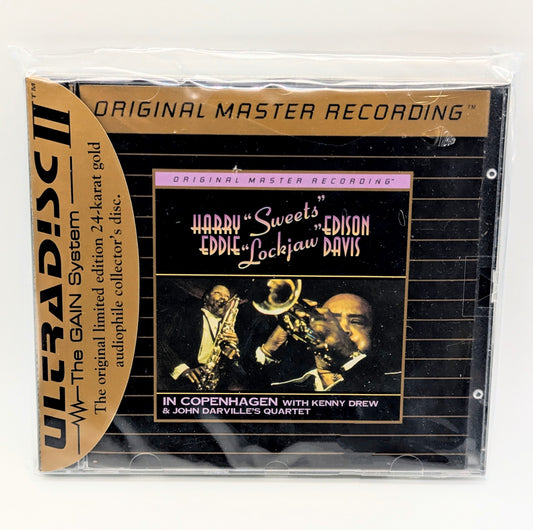 ORIGINAL MASTER RECORDING™
ULTRADISC II™
The GAIN System
The original limited edition 24-karat gold
audiophile collector's disc.
ORIGINAL MASTER RECORDING™
HARRY "Sweets" EDISON
EDDIE "Lockjaw" DAVIS
IN COPENHAGEN WITH KENNY DREW
& JOHN DARVILLE'S QUARTET